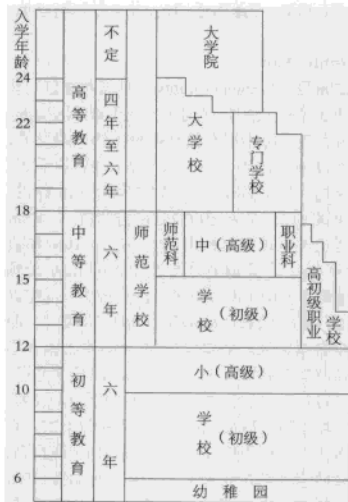 入学年龄
24
22
18
15
12
10
6
高等教育
中等教育
初等教育
不定
四年至六年
六年
六年
大学院
大学校
专门学校
师范学校
师范科
中（高级）
职业科
学校（初级）
高初级职业学校
小（高级）
学校（初级）
幼稚园